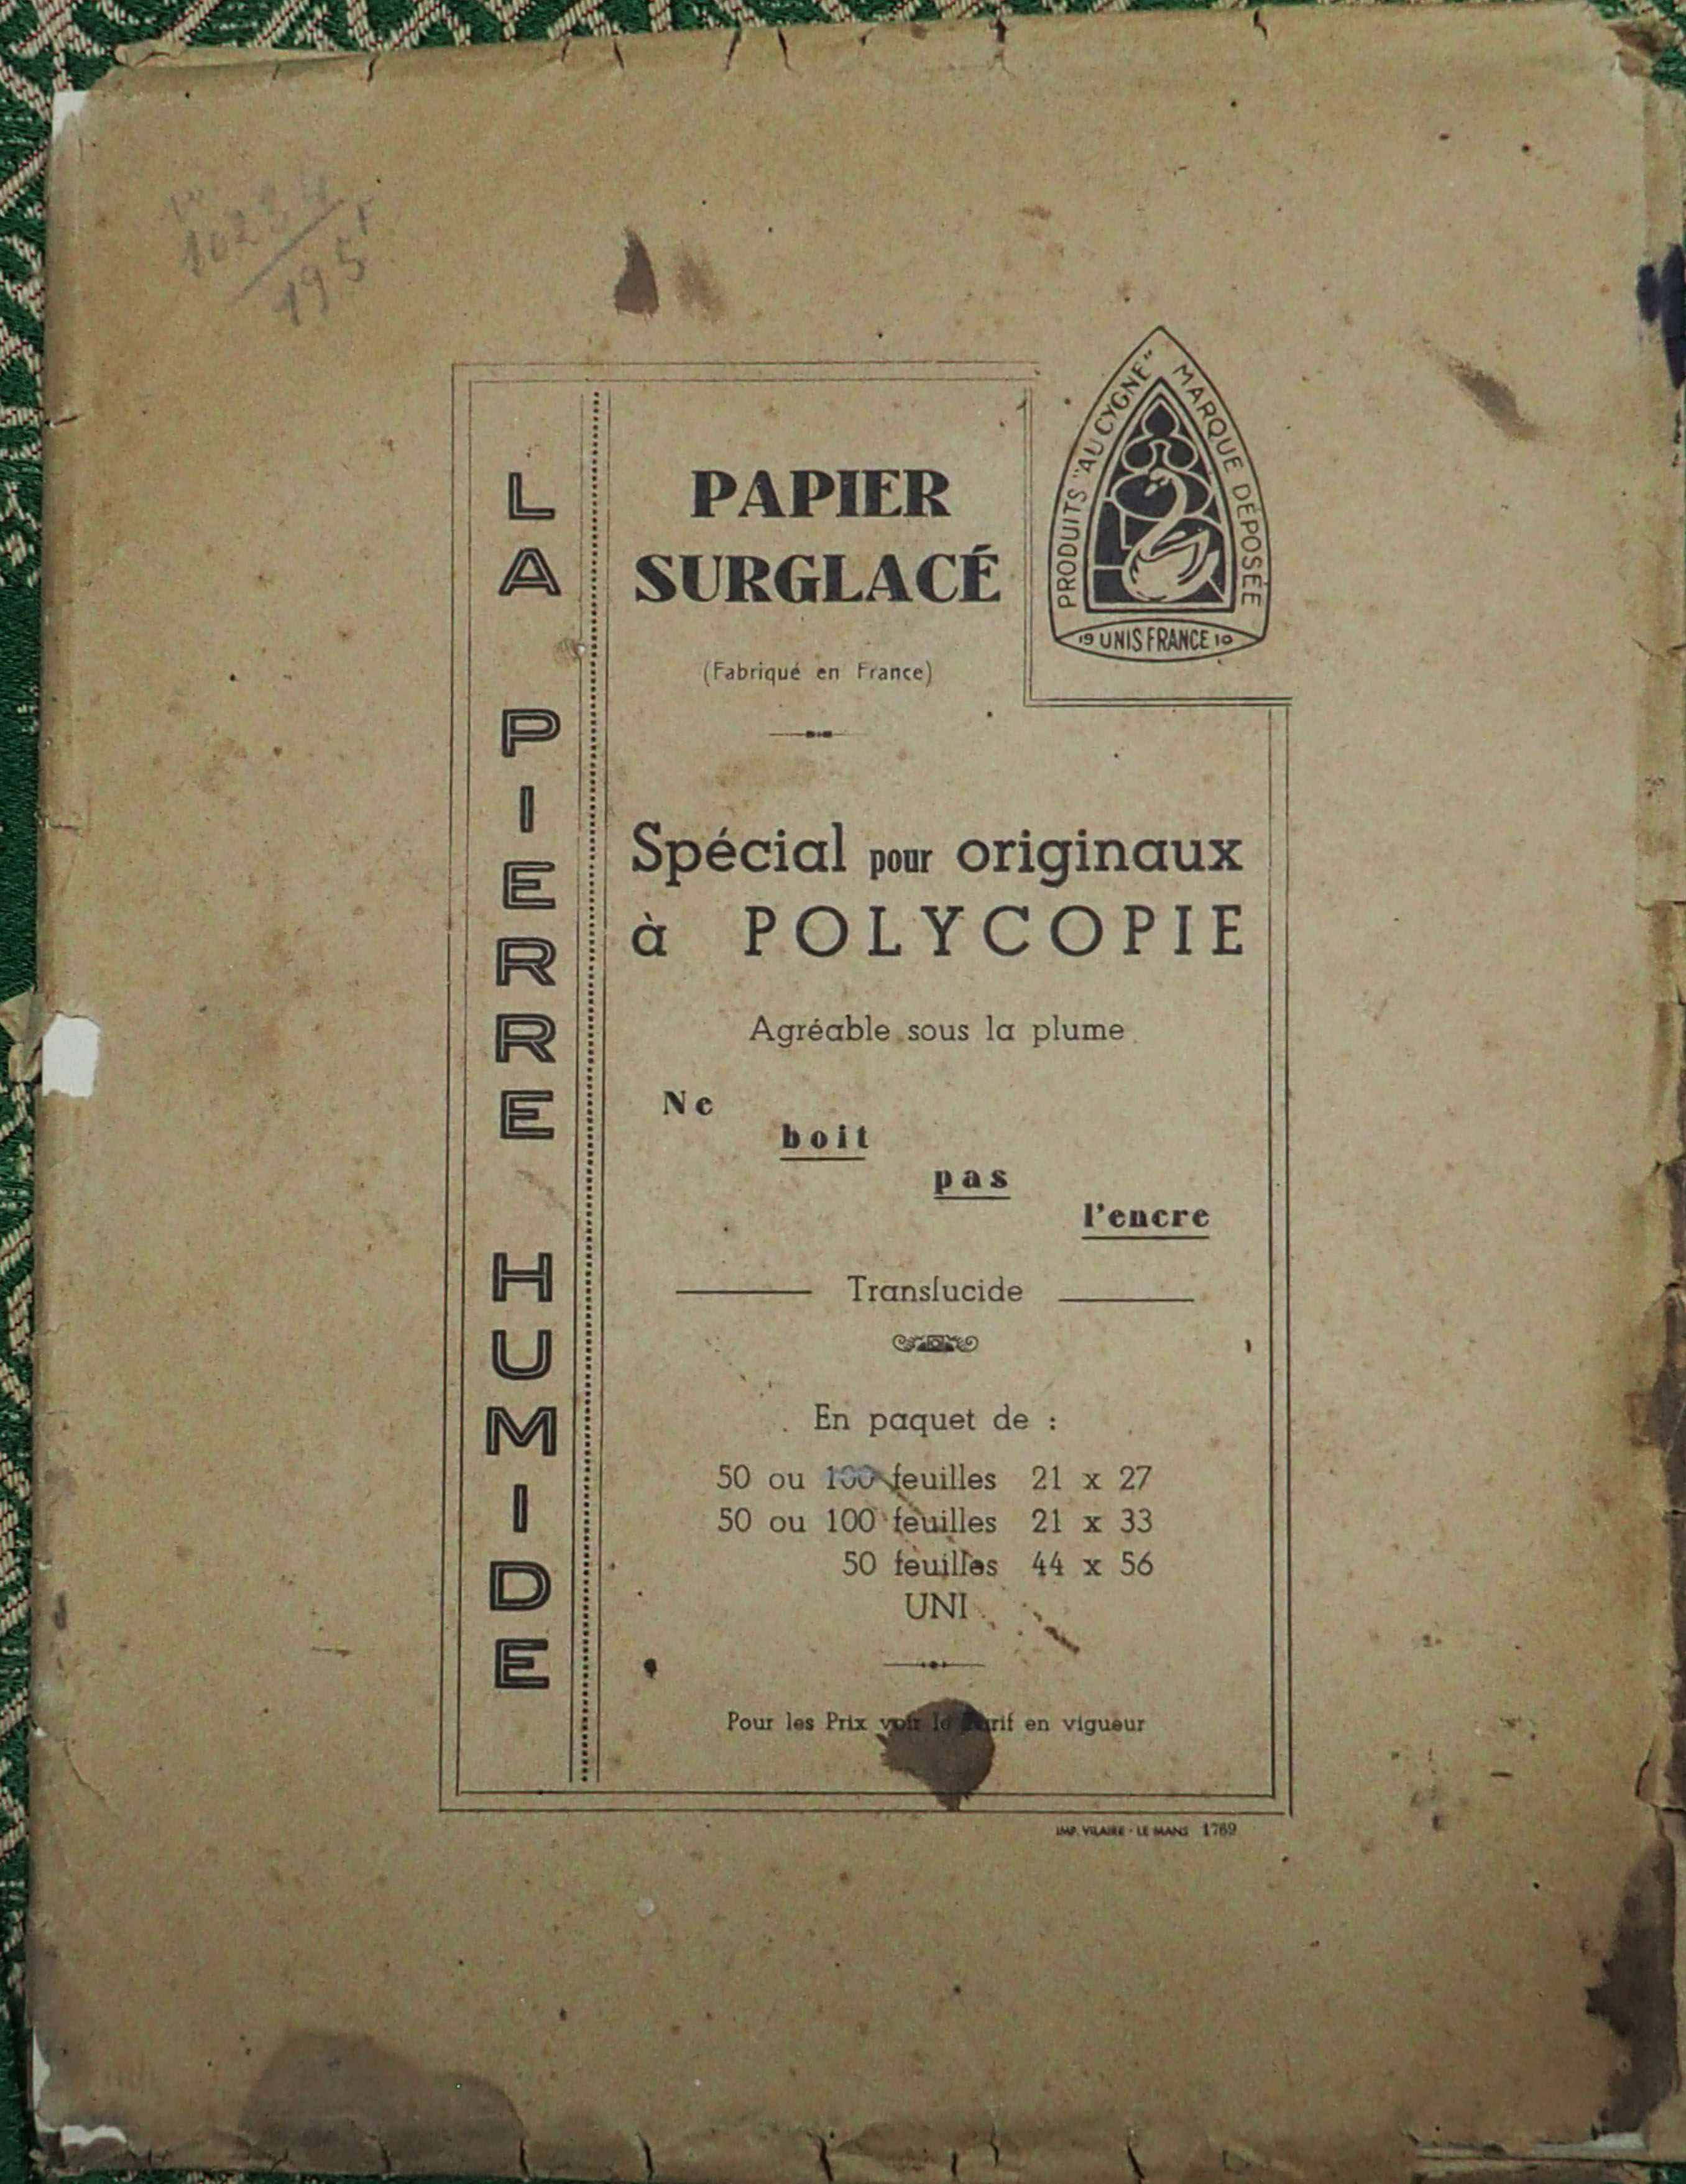 10234
195
LA PIERRE HUMIDE
PAPIER
SURGLACÉ
(Fabriqué en France)
PRODUITS "AU CYGNE" MARQUE DÉPOSÉE
19 UNIS FRANCE 10
Spécial pour originaux
à POLYCOPIE
Agréable sous la plume
Ne
boit
pas
l'encre
Translucide
En paquet de :
50 ou 100 feuilles 21 x 27
50 ou 100 feuilles 21 x 33
50 feuilles 44 x 56
UNI
Pour les Prix voir le Tarif en vigueur
IMP. VILAIRE - LE MANS 1769